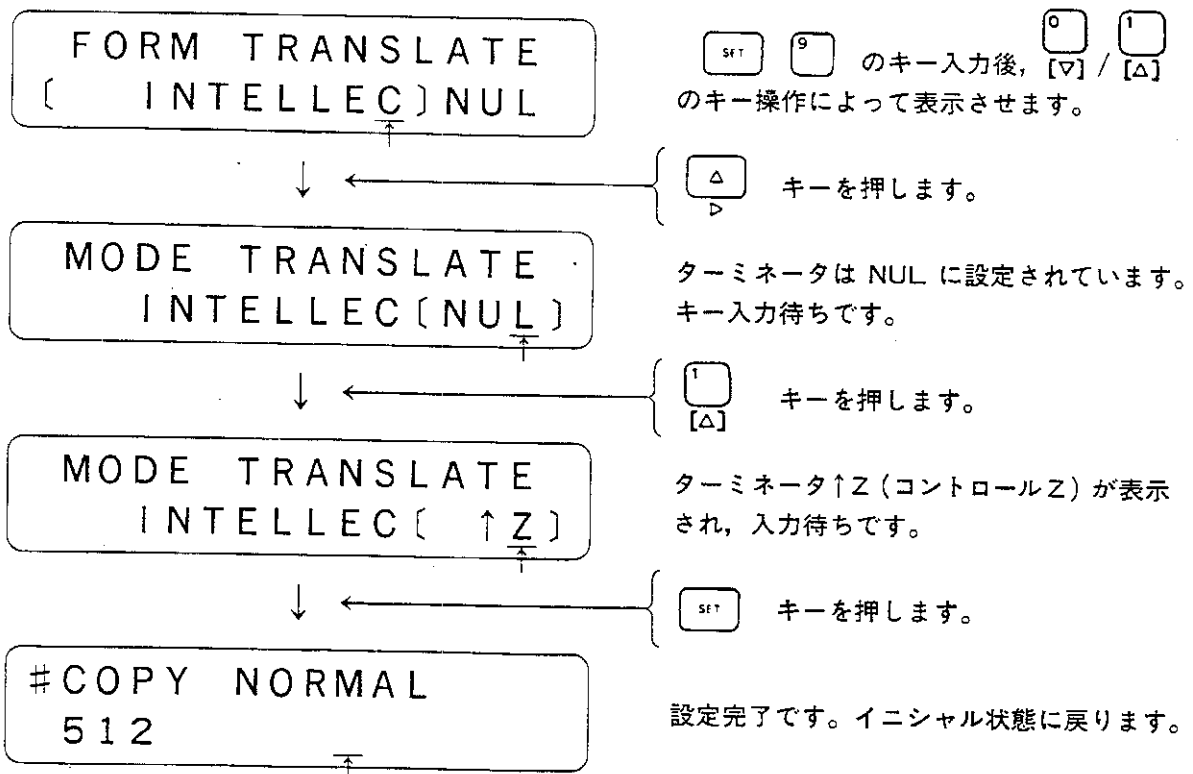 FORM TRANSLATE
[ INTELLEC]NUL
SET 9 のキー入力後, 0 [▽] / 1 [△]
のキー操作によって表示させます。
△ ▷ キーを押します。
MODE TRANSLATE
INTELLEC[NUL]
ターミネータは NUL に設定されています。
キー入力待ちです。
1 [△] キーを押します。
MODE TRANSLATE
INTELLEC[ ↑Z]
ターミネータ↑Z (コントロールZ) が表示
され, 入力待ちです。
SET キーを押します。
#COPY NORMAL
512
設定完了です。イニシャル状態に戻ります。